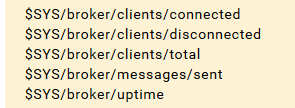 $SYS/broker/clients/connected
$SYS/broker/clients/disconnected
$SYS/broker/clients/total
$SYS/broker/messages/sent
$SYS/broker/uptime